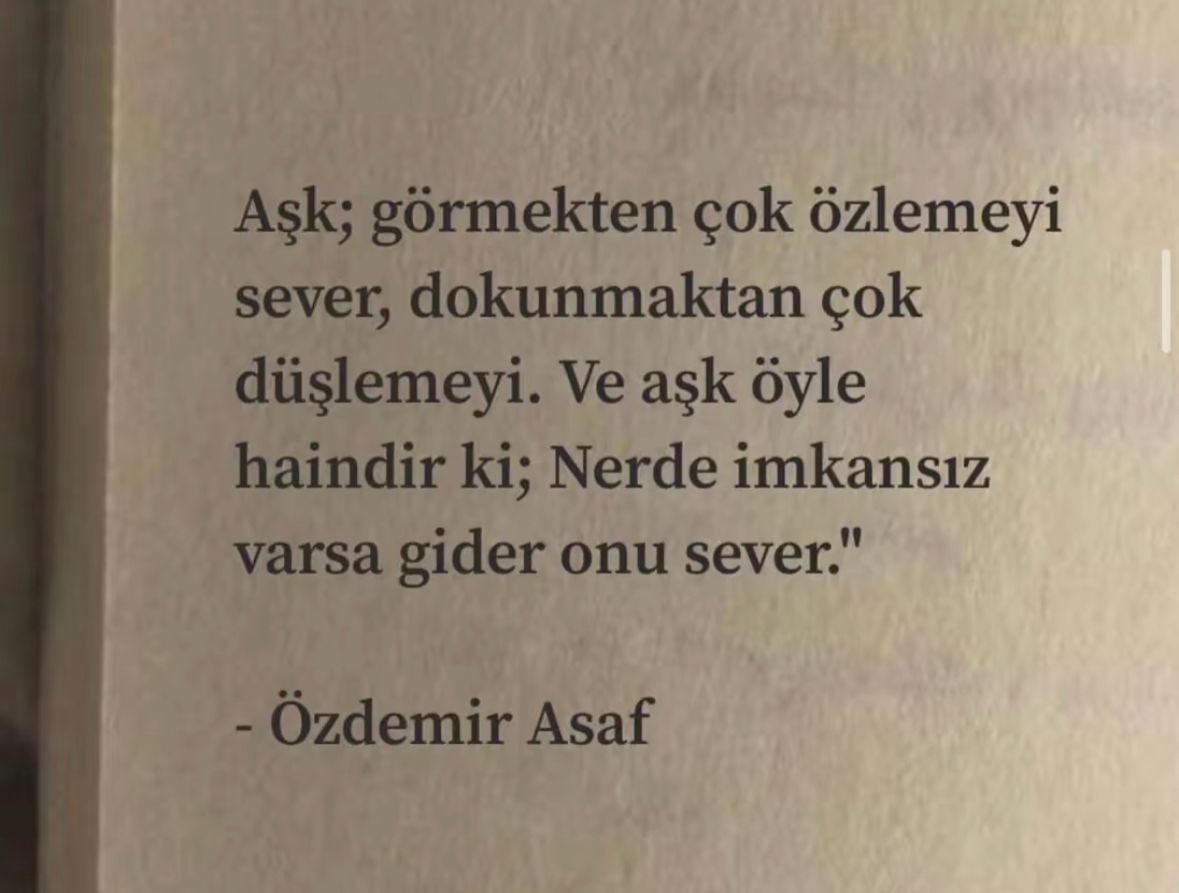 Aşk; görmekten çok özlemeyi
sever, dokunmaktan çok
düşlemeyi. Ve aşk öyle
haindir ki; Nerde imkansız
varsa gider onu sever."
- Özdemir Asaf